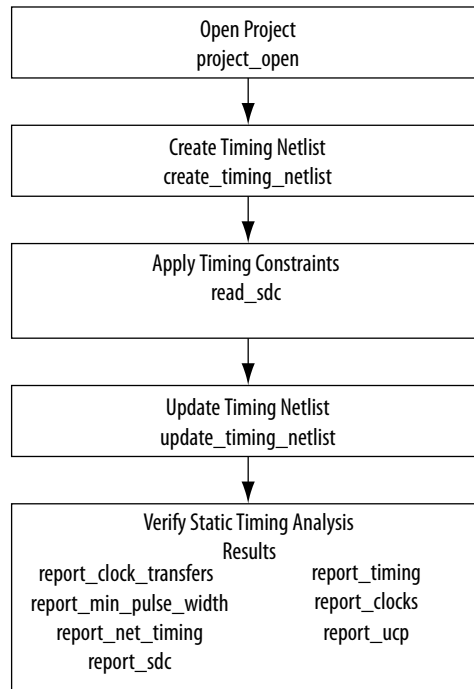 Open Project
project_open
Create Timing Netlist
create_timing_netlist
Apply Timing Constraints
read_sdc
Update Timing Netlist
update_timing_netlist
Verify Static Timing Analysis
Results
report_clock_transfers
report_min_pulse_width
report_net_timing
report_sdc
report_timing
report_clocks
report_ucp